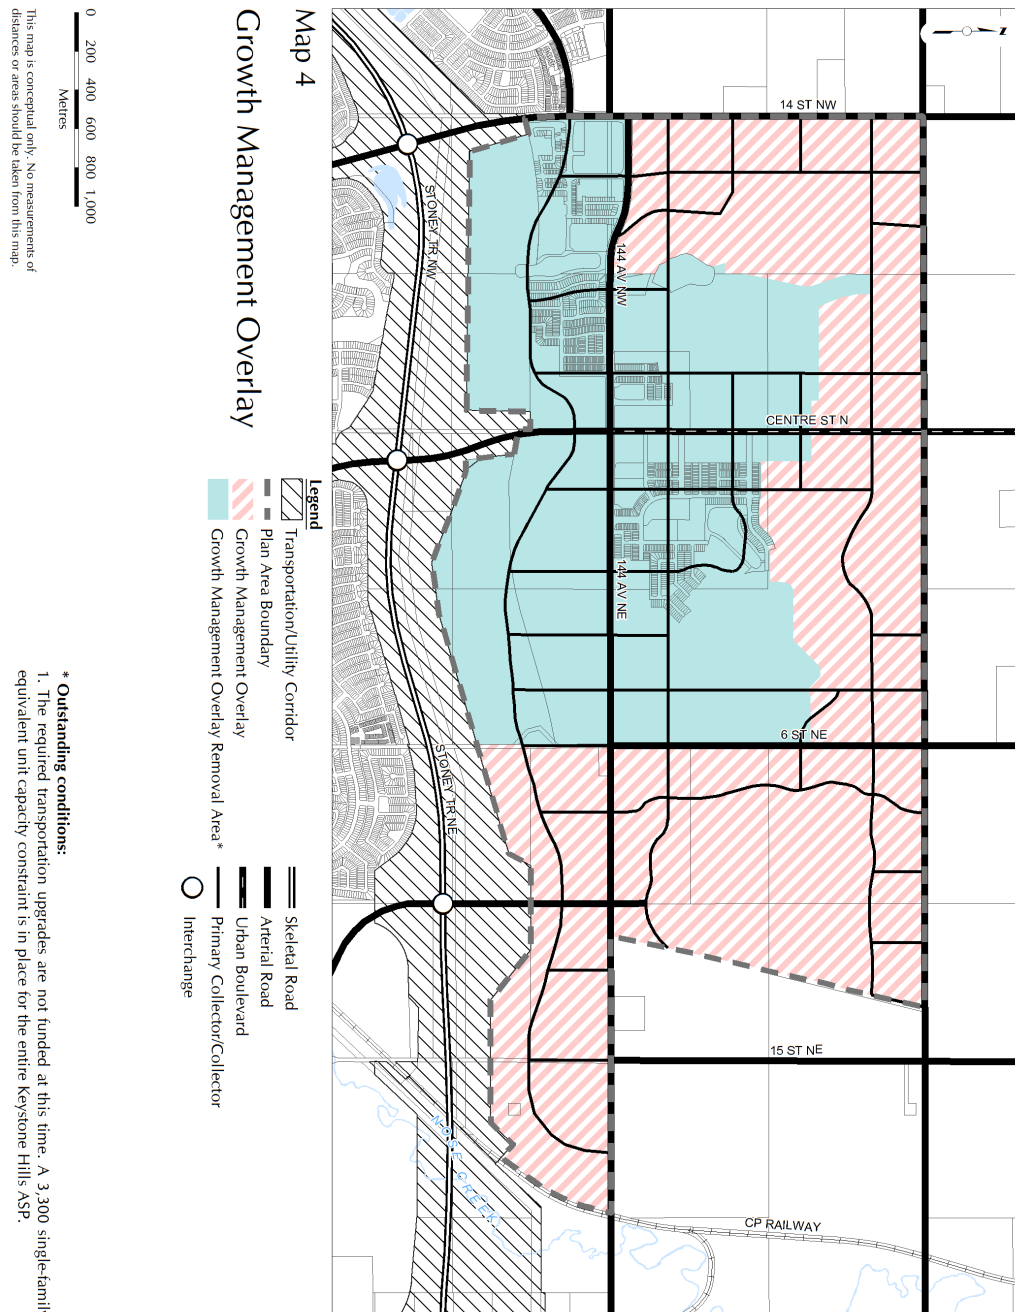 Map 4
Growth Management Overlay
0 200 400 600 800 1,000
Metres
This map is conceptual only. No measurements of
distances or areas should be taken from this map.
Legend
Transportation/Utility Corridor
Plan Area Boundary
Growth Management Overlay
Growth Management Overlay Removal Area*
Skeletal Road
Arterial Road
Urban Boulevard
Primary Collector/Collector
Interchange
* Outstanding conditions:
1. The required transportation upgrades are not funded at this time. A 3,300 single-family
equivalent unit capacity constraint is in place for the entire Keystone Hills ASP.
N
14 ST NW
STONEY TR NW
144 AV NW
CENTRE ST N
144 AV NE
6 ST NE
STONEY TR NE
15 ST NE
NOSE CREEK
CP RAILWAY